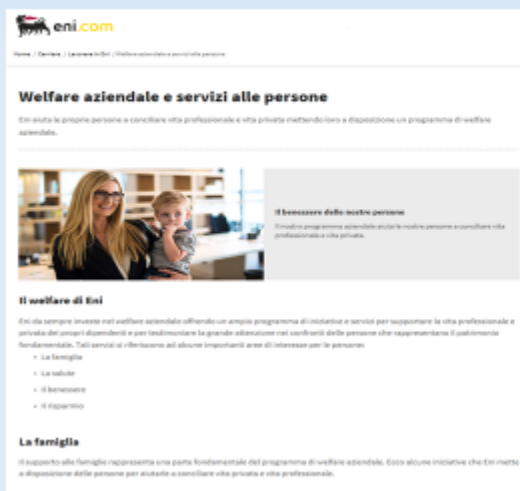 eni.com
Home / Carriere / Lavorare in Eni / Welfare aziendale e servizi alle persone
Welfare aziendale e servizi alle persone
Eni aiuta le proprie persone a conciliare vita professionale e vita privata mettendo loro a disposizione un programma di welfare
aziendale.
Il benessere delle nostre persone
Il nostro programma aziendale aiuta le nostre persone a conciliare vita
professionale e vita privata.
Il welfare di Eni
Eni da sempre investe nel welfare aziendale offrendo un ampio programma di iniziative e servizi per supportare la vita professionale e
privata dei propri dipendenti e per testimoniare la grande attenzione nei confronti delle persone che rappresentano il patrimonio
fondamentale. Tali servizi si riferiscono ad alcune importanti aree di interesse per le persone:
• La famiglia
• La salute
• Il benessere
• Il risparmio
La famiglia
Il supporto alle famiglie rappresenta una parte fondamentale del programma di welfare aziendale. Ecco alcune iniziative che Eni mette
a disposizione delle persone per aiutarle a conciliare vita privata e vita professionale.